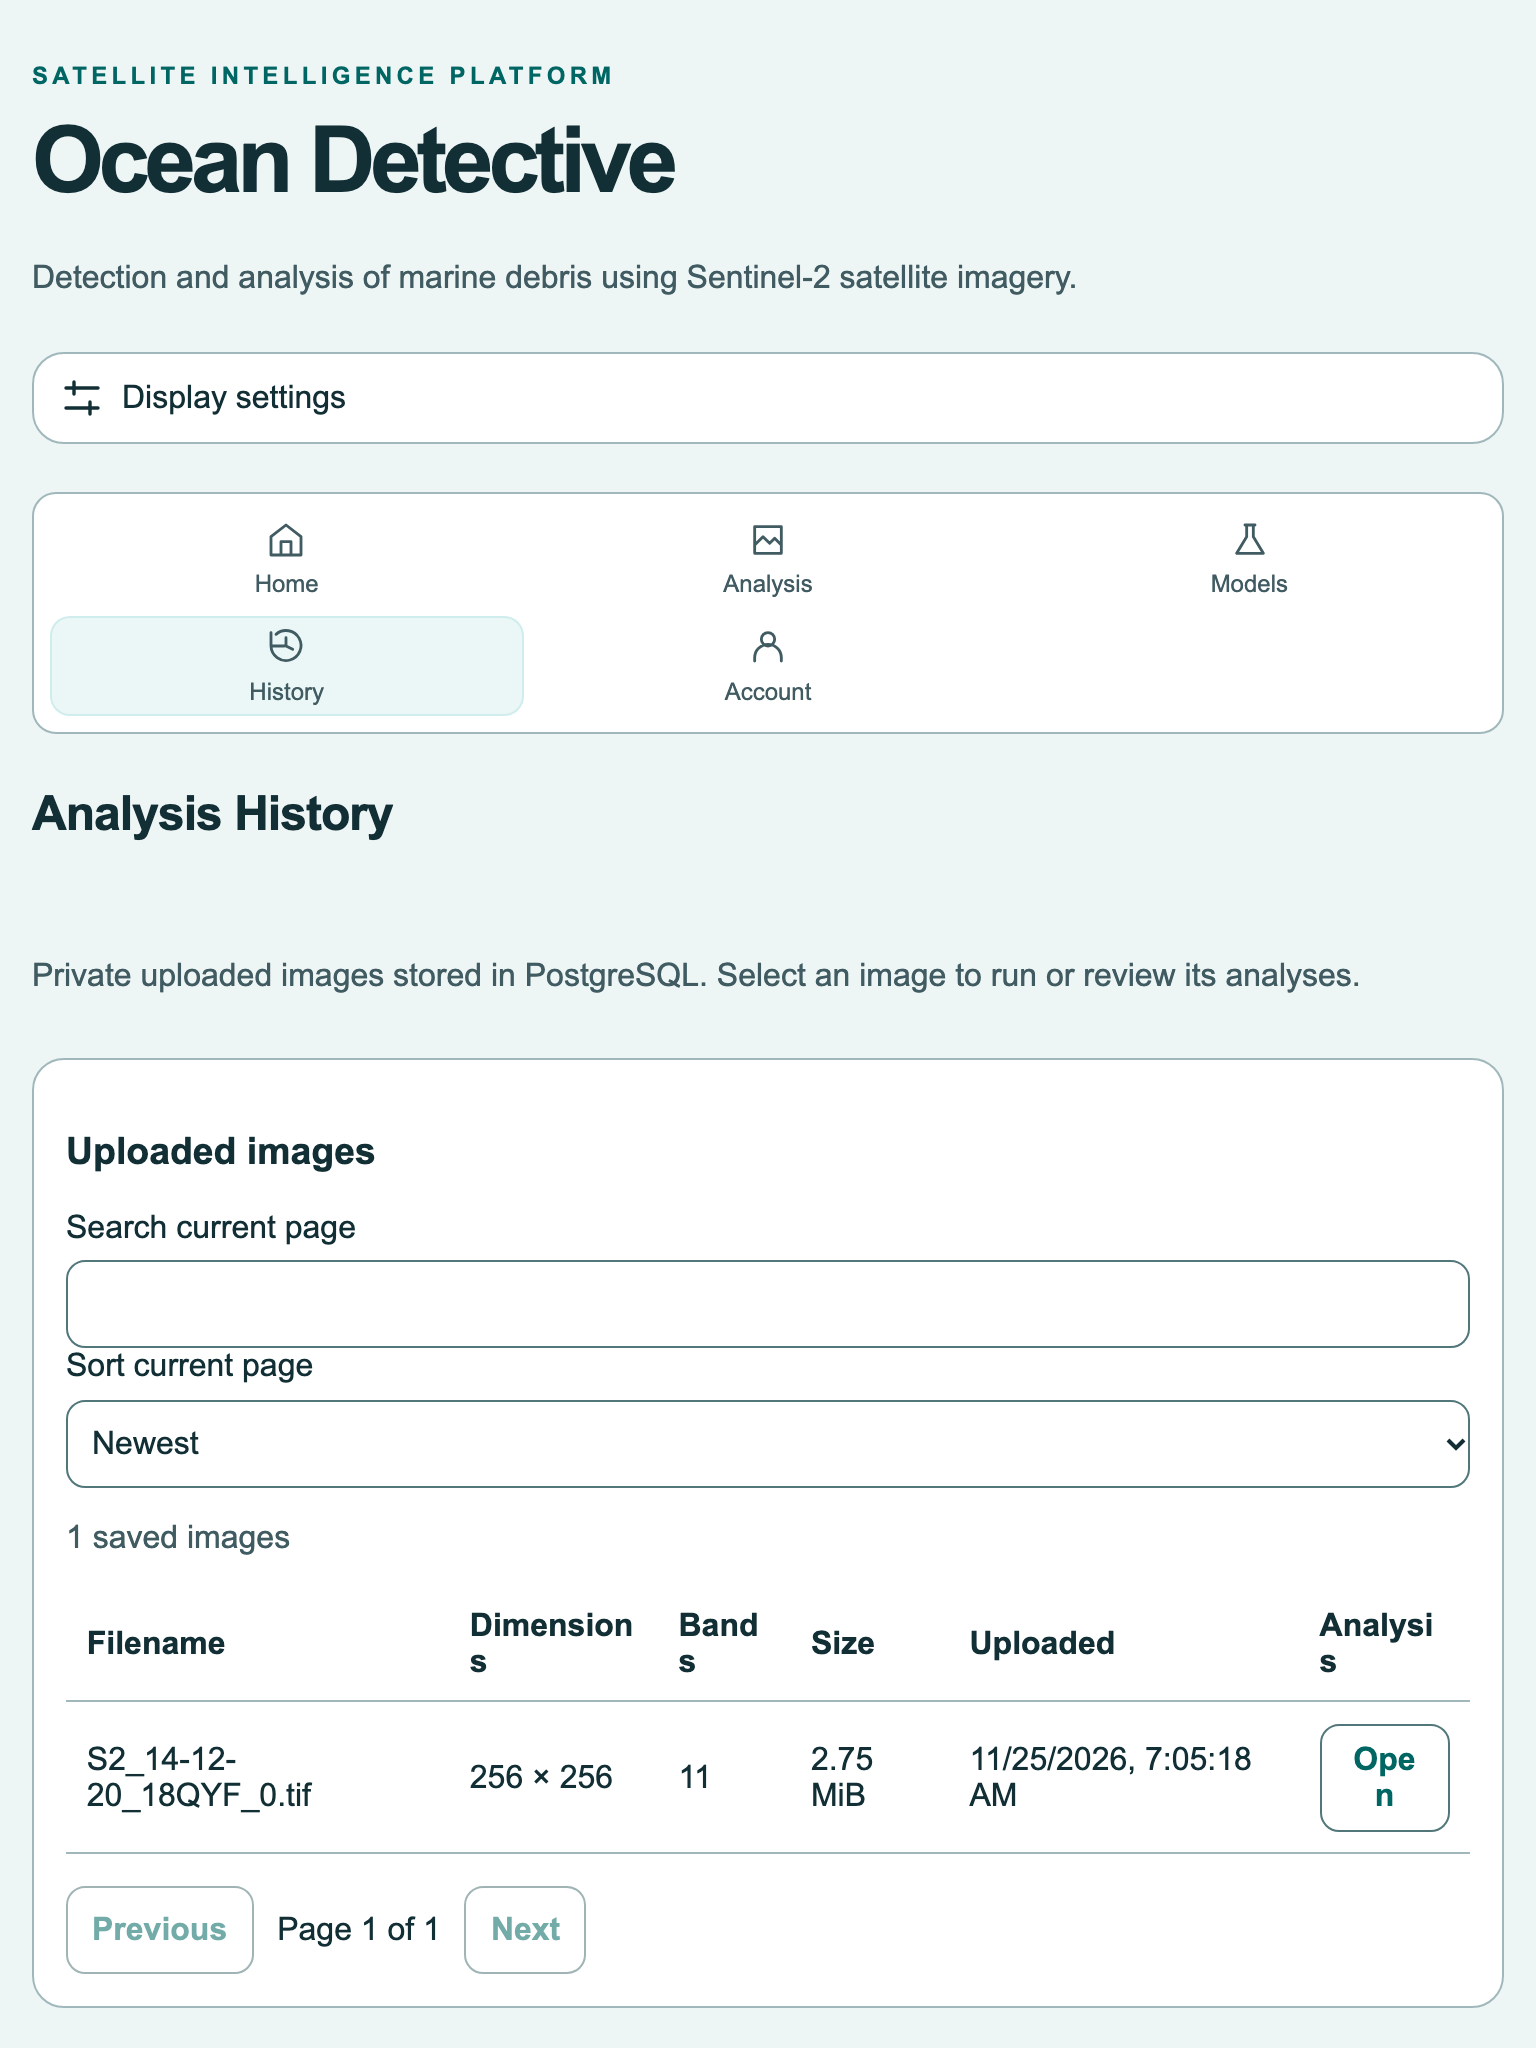 SATELLITE INTELLIGENCE PLATFORM
Ocean Detective
Detection and analysis of marine debris using Sentinel-2 satellite imagery.
Display settings
Home
Analysis
Models
History
Account
Analysis History
Private uploaded images stored in PostgreSQL. Select an image to run or review its analyses.
Uploaded images
Search current page
Sort current page
Newest
1 saved images
Filename
Dimension
s
Band
s
Size
Uploaded
Analysi
s
S2_14-12-
20_18QYF_0.tif
256 × 256
11
2.75
MiB
11/25/2026, 7:05:18
AM
Ope
n
Previous
Page 1 of 1
Next